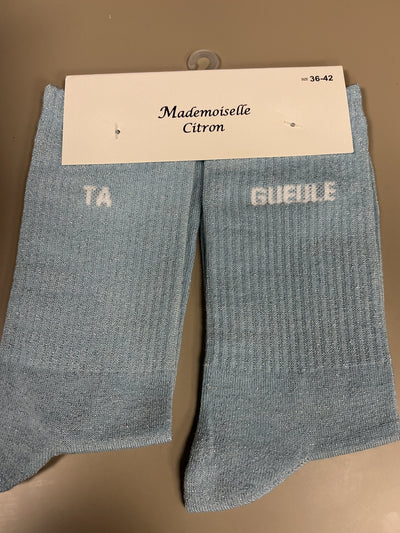 36-42
Mademoiselle
Citron
TA
GUEULE